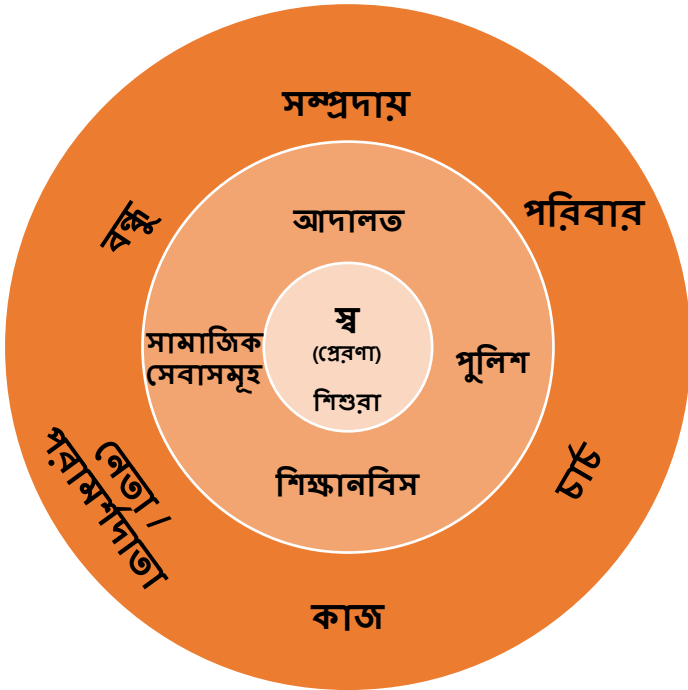 সম্প্রদায়
বন্ধু
পরিবার
আদালত
স্ব
(প্রেরণা)
শিশুরা
সামাজিক
সেবাসমূহ
পুলিশ
শিক্ষানবিস
চার্চ
নেতা /
পরামর্শদাতা
কাজ